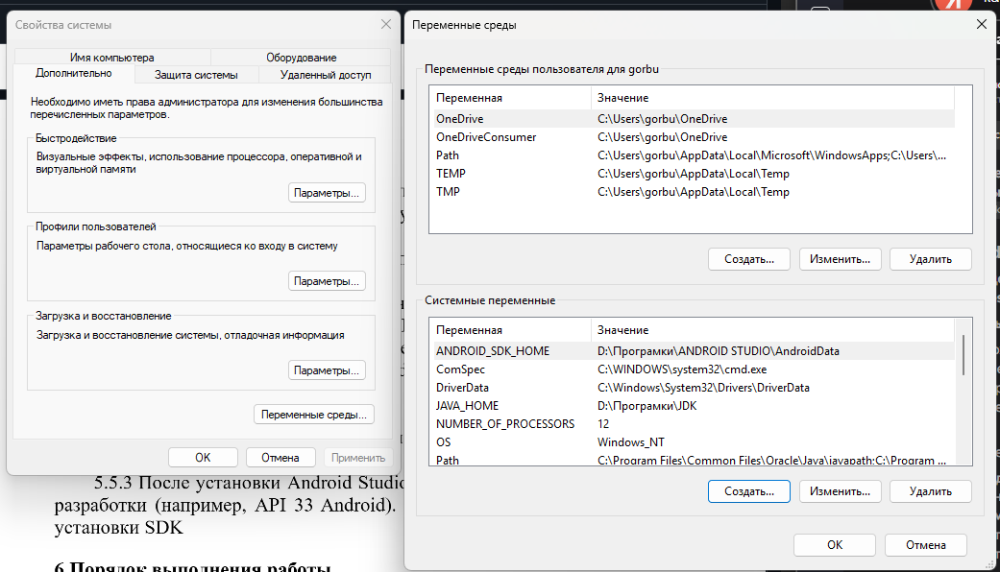 Свойства системы
Имя компьютера
Оборудование
Дополнительно
Защита системы
Удаленный доступ
Необходимо иметь права администратора для изменения большинства
перечисленных параметров.
Быстродействие
Визуальные эффекты, использование процессора, оперативной и
виртуальной памяти
Параметры...
Профили пользователей
Параметры рабочего стола, относящиеся ко входу в систему
Параметры...
Загрузка и восстановление
Загрузка и восстановление системы, отладочная информация
Параметры...
Переменные среды...
ОК
Отмена
Применить
5.5.3 После установки Android Studio
разработки (например, API 33 Android).
установки SDK
6 Порядок выполнения работы
Переменные среды
Переменные среды пользователя для gorbu
Переменная Значение
OneDrive C:\Users\gorbu\OneDrive
OneDriveConsumer C:\Users\gorbu\OneDrive
Path C:\Users\gorbu\AppData\Local\Microsoft\WindowsApps;C:\Users\...
TEMP C:\Users\gorbu\AppData\Local\Temp
TMP C:\Users\gorbu\AppData\Local\Temp
Создать...
Изменить...
Удалить
Системные переменные
Переменная Значение
ANDROID_SDK_HOME D:\Програмки\ANDROID STUDIO\AndroidData
ComSpec C:\WINDOWS\system32\cmd.exe
DriverData C:\Windows\System32\Drivers\DriverData
JAVA_HOME D:\Програмки\JDK
NUMBER_OF_PROCESSORS 12
OS Windows_NT
Path C:\Program Files\Common Files\Oracle\Java\javapath;C:\Program ...
Создать...
Изменить...
Удалить
ОК
Отмена